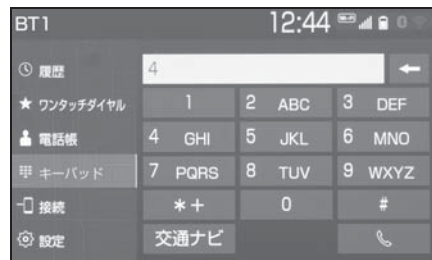 BT1 12:44
履歴
4
ワンタッチダイヤル
1 2 ABC 3 DEF
電話帳
4 GHI 5 JKL 6 MNO
キーパッド
7 PQRS 8 TUV 9 WXYZ
接続
*+ 0 #
設定
交通ナビ